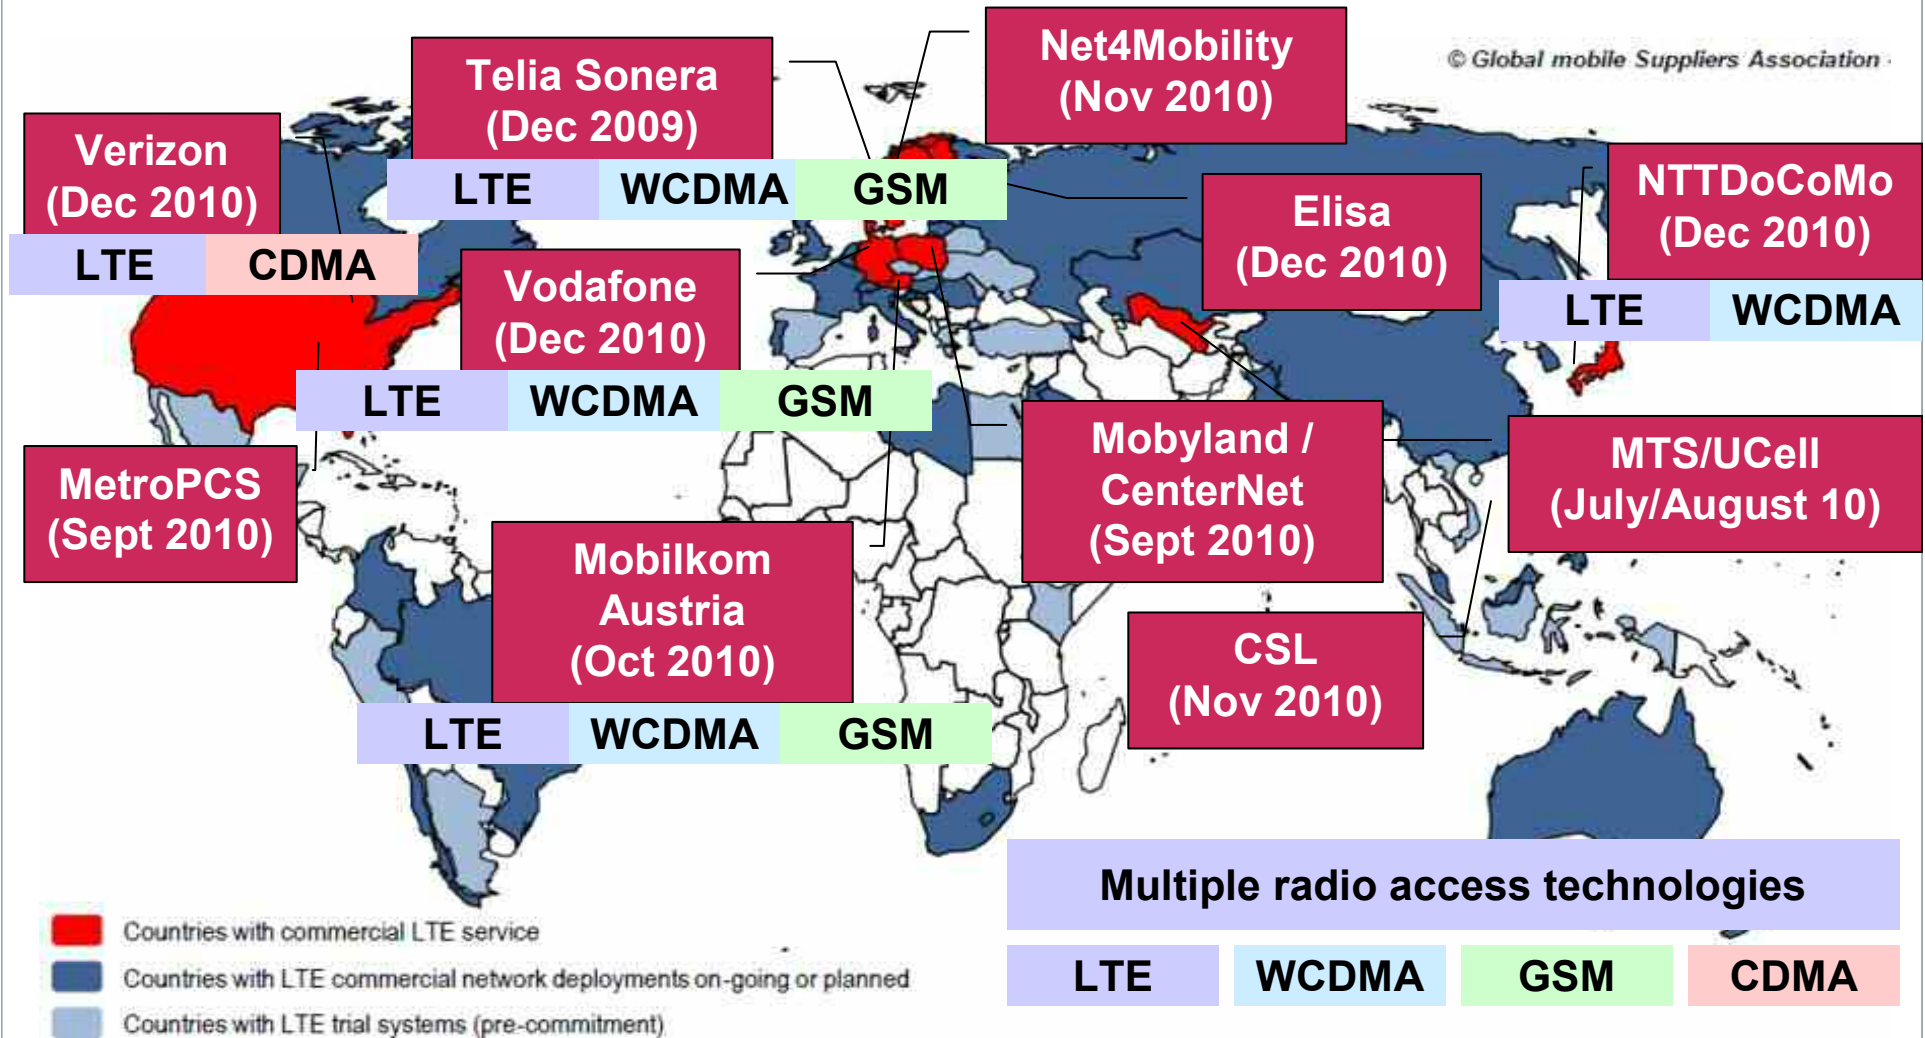 © Global mobile Suppliers Association
Net4Mobility
(Nov 2010)
Telia Sonera
(Dec 2009)
LTE WCDMA GSM
Verizon
(Dec 2010)
LTE CDMA
NTTDoCoMo
(Dec 2010)
LTE WCDMA
Elisa
(Dec 2010)
Vodafone
(Dec 2010)
LTE WCDMA GSM
MetroPCS
(Sept 2010)
Mobyland /
CenterNet
(Sept 2010)
MTS/UCell
(July/August 10)
Mobilkom
Austria
(Oct 2010)
LTE WCDMA GSM
CSL
(Nov 2010)
Multiple radio access technologies
LTE WCDMA GSM CDMA
Countries with commercial LTE service
Countries with LTE commercial network deployments on-going or planned
Countries with LTE trial systems (pre-commitment)